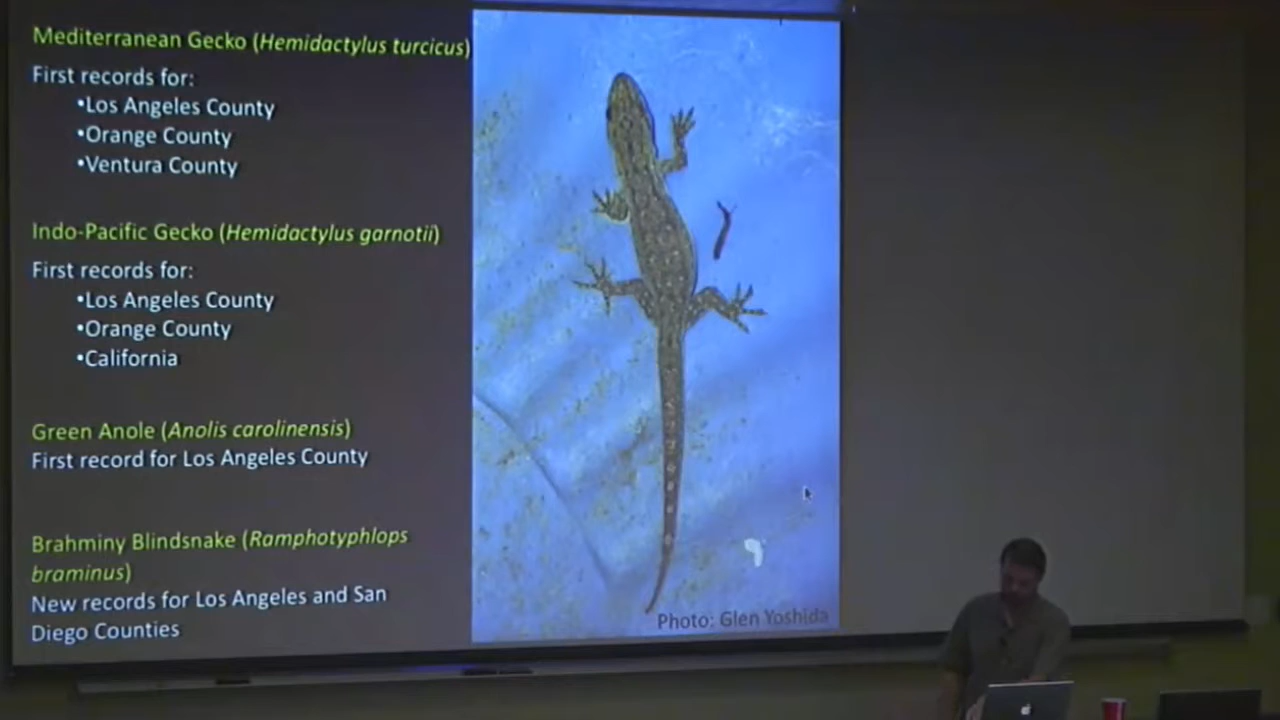 Mediterranean Gecko (Hemidactylus turcicus)
First records for:
•Los Angeles County
•Orange County
•Ventura County
Indo-Pacific Gecko (Hemidactylus garnotii)
First records for:
•Los Angeles County
•Orange County
•California
Green Anole (Anolis carolinensis)
First record for Los Angeles County
Brahminy Blindsnake (Ramphotyphlops
braminus)
New records for Los Angeles and San
Diego Counties
Photo: Glen Yoshida